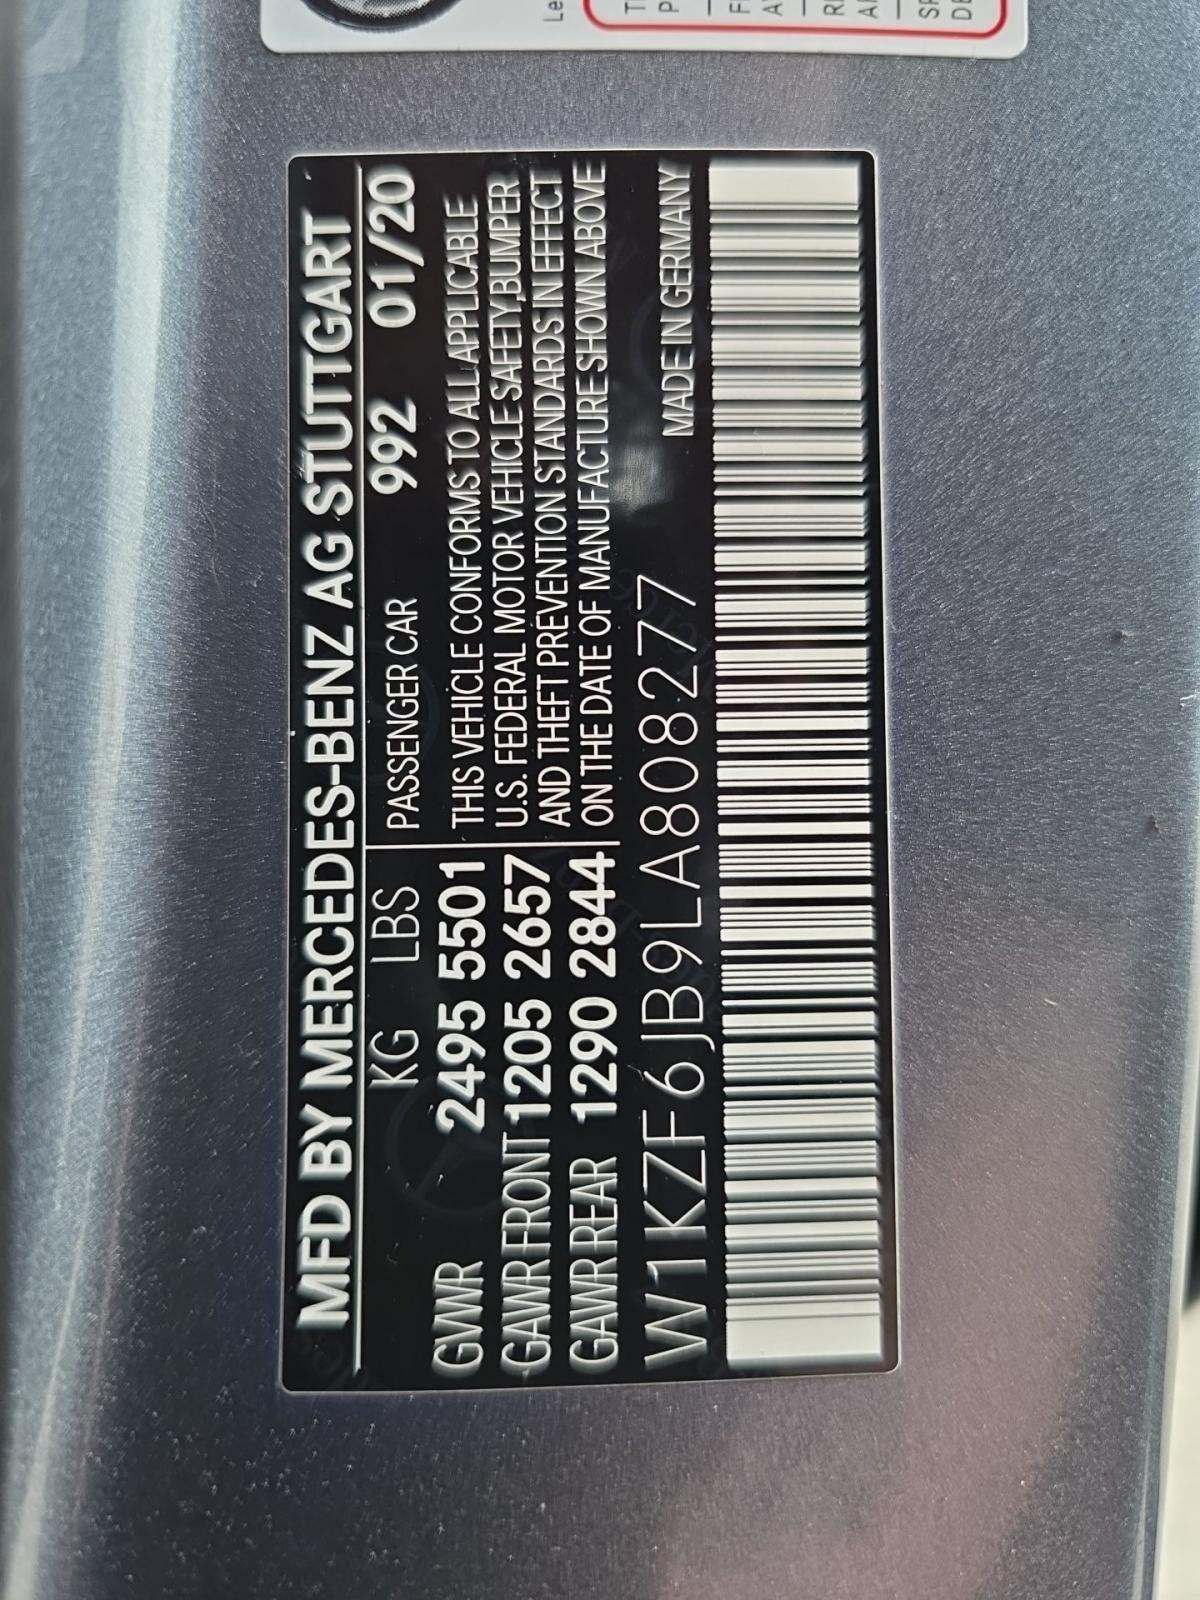 MFD BY MERCEDES-BENZ AG STUTTGART
KG LBS PASSENGER CAR 992 01/20
GVWR 2495 5501
GAWR FRONT 1205 2657
GAWR REAR 1290 2844
THIS VEHICLE CONFORMS TO ALL APPLICABLE
U.S. FEDERAL MOTOR VEHICLE SAFETY,BUMPER
AND THEFT PREVENTION STANDARDS IN EFFECT
ON THE DATE OF MANUFACTURE SHOWN ABOVE
W1KZF6JB9LA808277
MADE IN GERMANY